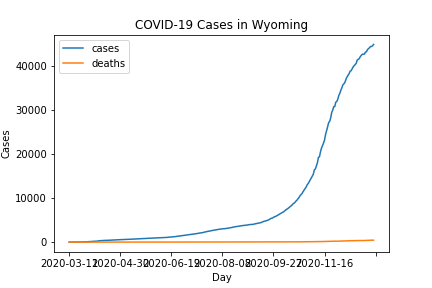 COVID-19 Cases in Wyoming
cases
deaths
40000
30000
20000
10000
0
Cases
2020-03-11 2020-04-30 2020-06-19 2020-08-08 2020-09-27 2020-11-16
Day